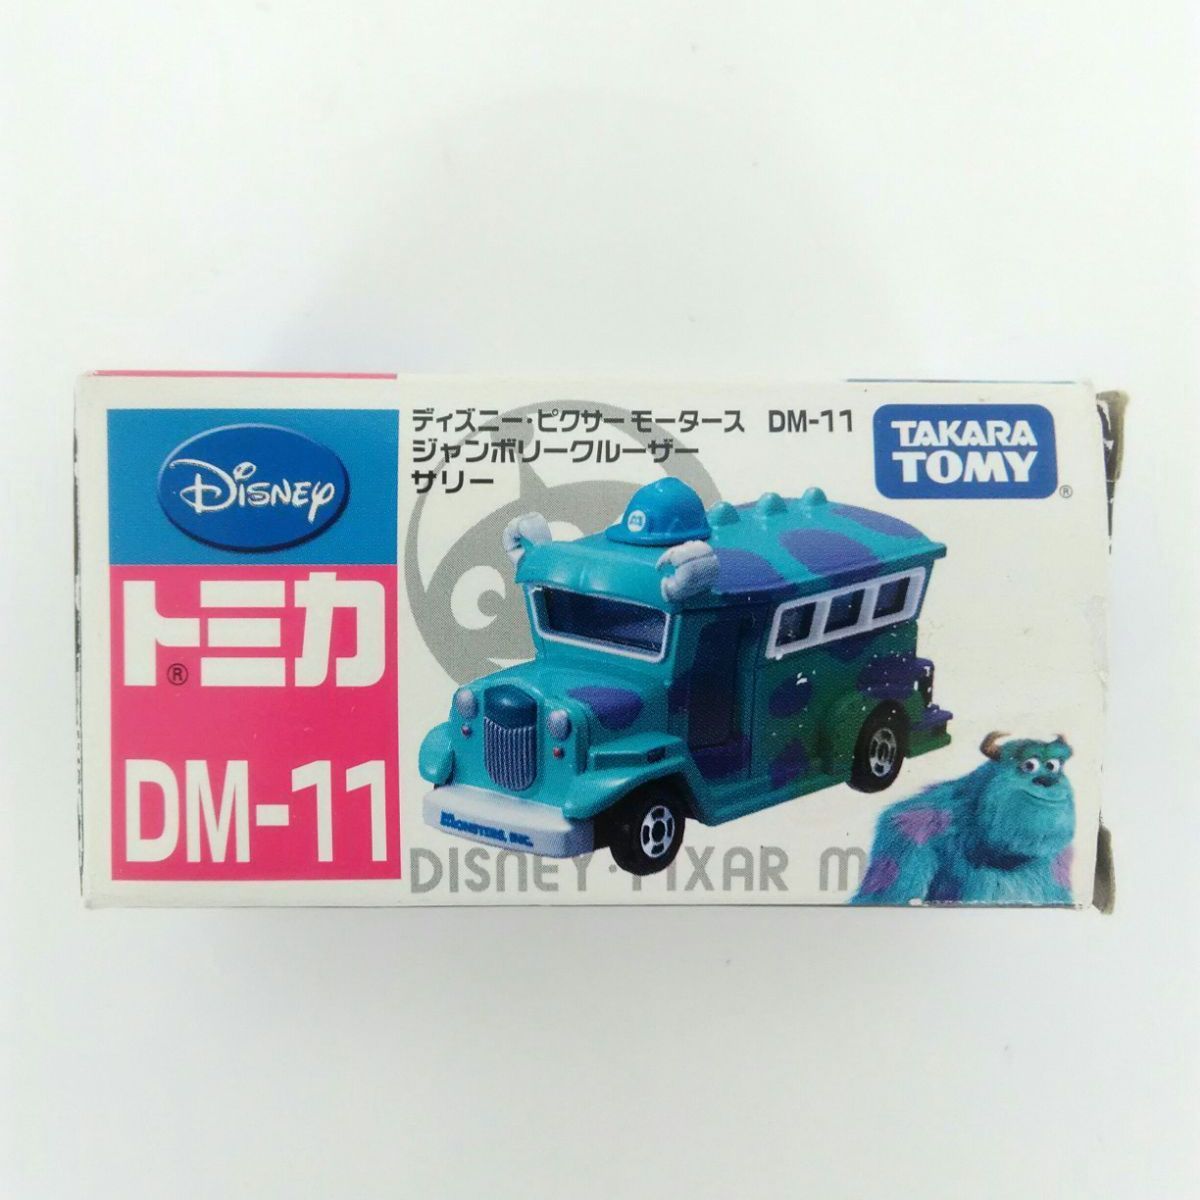 DISNEY
トミカ
®
DM-11
ディズニー・ピクサー モータース DM-11
ジャンボリークルーザー
サリー
TAKARA
TOMY
®
MONSTERS, INC.
DISNEY・PIXAR M